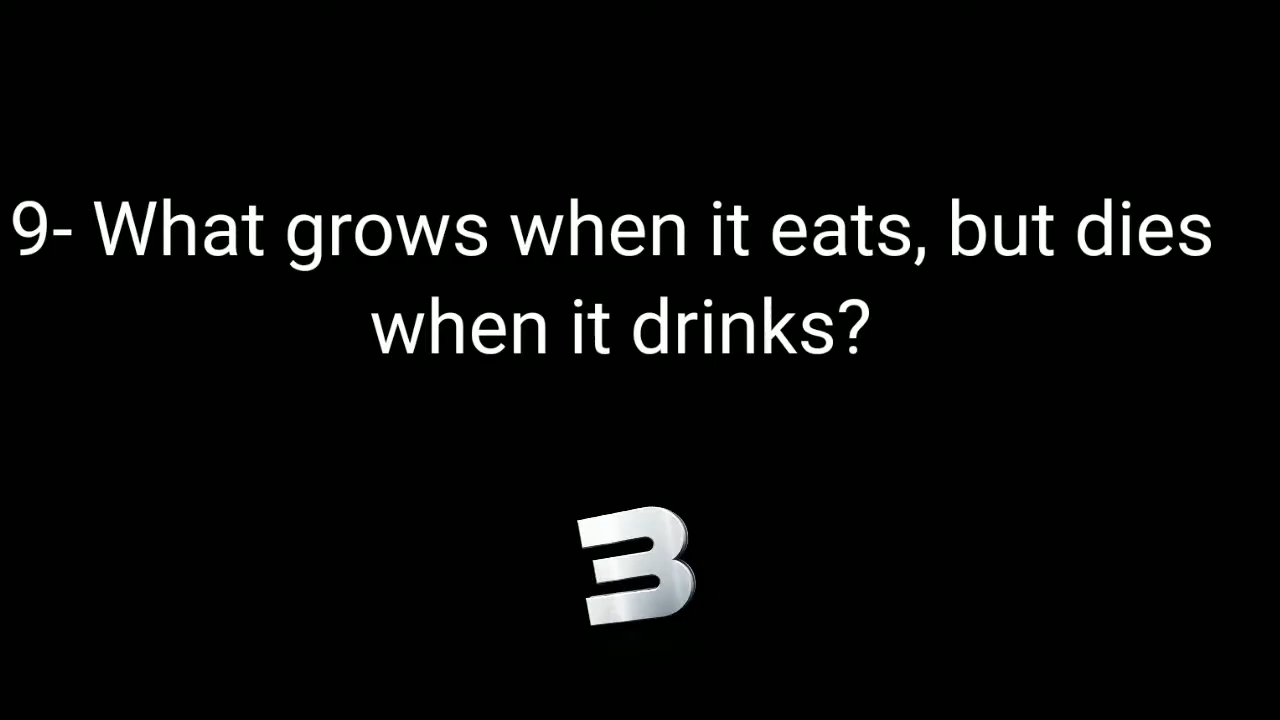 9- What grows when it eats, but dies
when it drinks?
3